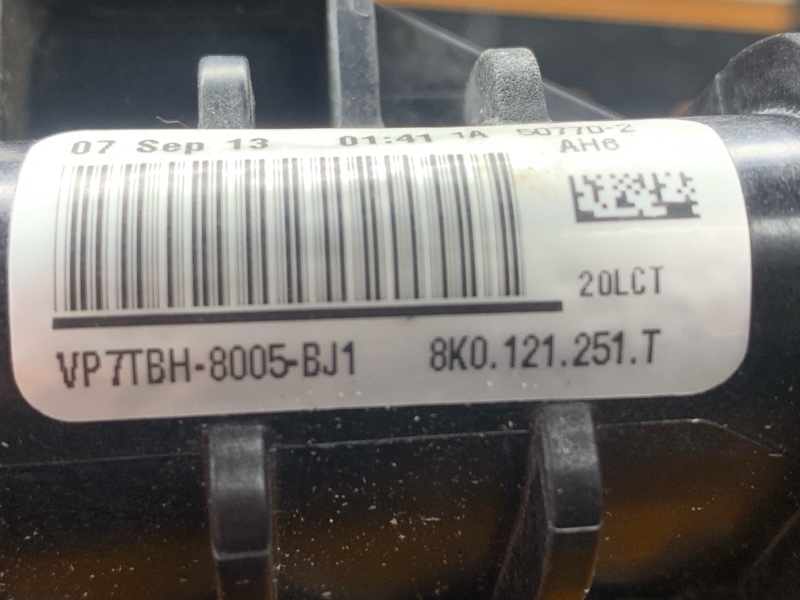 07 Sep 13 01:41 1A 50770-2
AH6
20LCT
VP7TBH-8005-BJ1 8K0.121.251.T